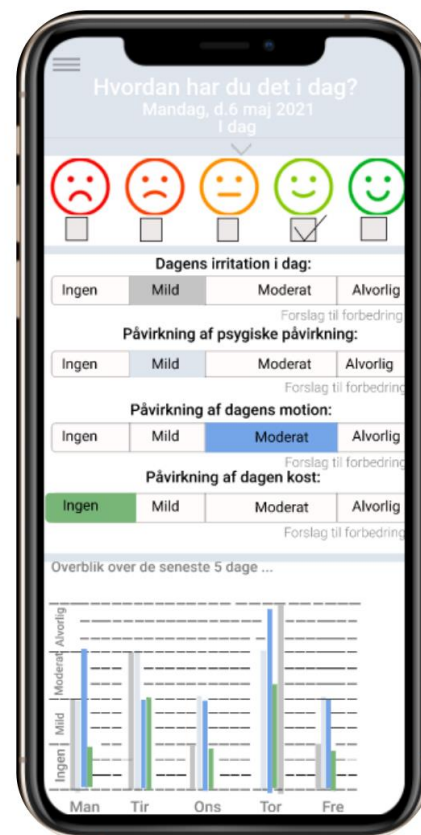 Hvordan har du det i dag?
Mandag, d.6 maj 2021
I dag
Dagens irritation i dag:
Ingen Mild Moderat Alvorlig
Forslag til forbedring
Påvirkning af psygiske påvirkning:
Ingen Mild Moderat Alvorlig
Forslag til forbedring
Påvirkning af dagens motion:
Ingen Mild Moderat Alvorlig
Forslag til forbedring
Påvirkning af dagen kost:
Ingen Mild Moderat Alvorlig
Forslag til forbedring
Overblik over de seneste 5 dage ...
Alvorlig
Moderat
Mild
Ingen
Man Tir Ons Tor Fre